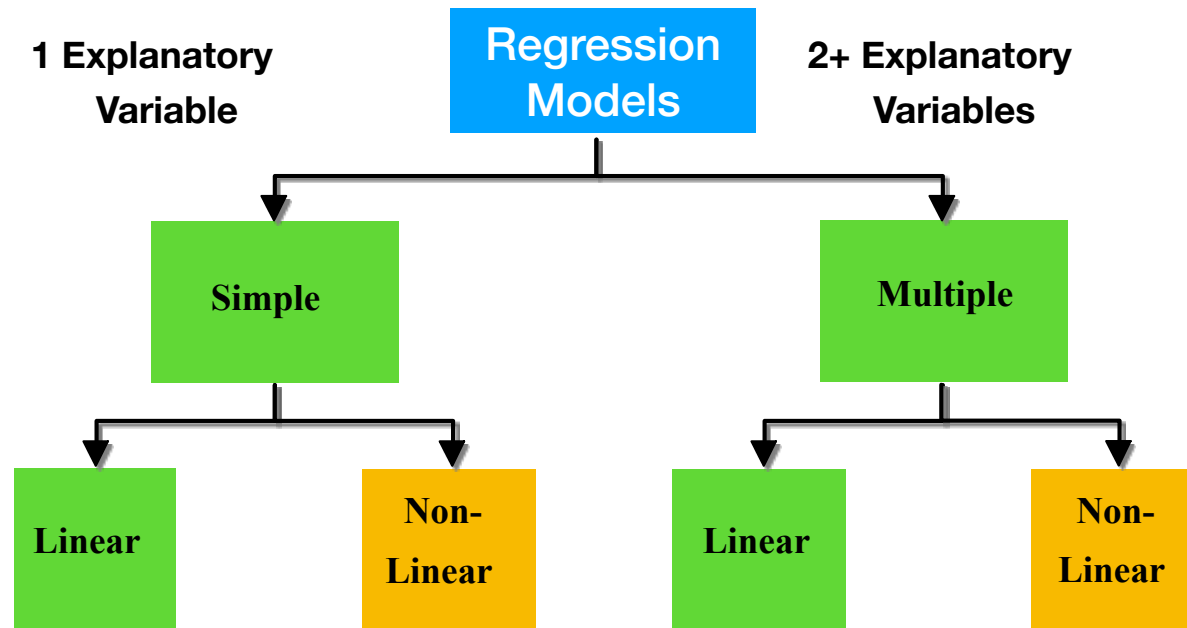 1 Explanatory
Variable
Regression
Models
2+ Explanatory
Variables
Simple
Multiple
Linear
Non-
Linear
Linear
Non-
Linear